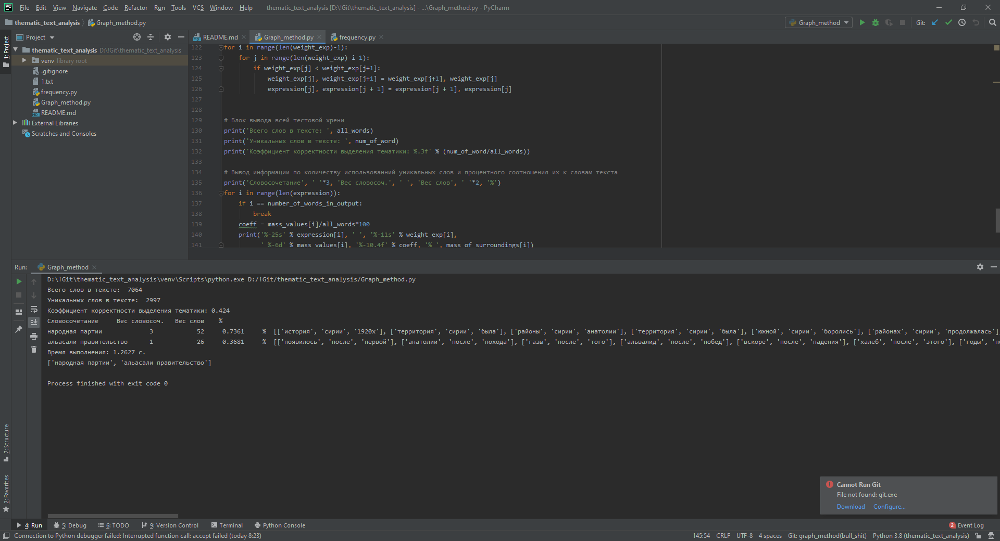 PC File Edit View Navigate Code Refactor Run Tools VCS Window Help thematic_text_analysis [D:\!Git\thematic_text_analysis] - ...\Graph_method.py - PyCharm
thematic_text_analysis Graph_method.py Graph_method Git:
Project README.md Graph_method.py frequency.py
1: Project
thematic_text_analysis D:\!Git\thematic_text_analysis
venv library root
.gitignore
1.txt
frequency.py
Graph_method.py
README.md
External Libraries
Scratches and Consoles
122 for i in range(len(weight_exp)-1):
123 for j in range(len(weight_exp)-i-1):
124 if weight_exp[j] < weight_exp[j+1]:
125 weight_exp[j], weight_exp[j+1] = weight_exp[j+1], weight_exp[j]
126 expression[j], expression[j + 1] = expression[j + 1], expression[j]
127
128
129 # Блок вывода всей тестовой хрени
130 print('Всего слов в тексте: ', all_words)
131 print('Уникальных слов в тексте: ', num_of_word)
132 print('Коэффициент корректности выделения тематики: %.3f' % (num_of_word/all_words))
133
134 # Вывод информации по количеству использованний уникальных слов и процентного соотношения их к словам текста
135 print('Словосочетание', ' '*3, 'Вес словосоч.', ' ', 'Вес слов', ' '*2, '%')
136 for i in range(len(expression)):
137 if i == number_of_words_in_output:
138 break
139 coeff = mass_values[i]/all_words*100
140 print('%-25s' % expression[i], ' ', '%-11s' % weight_exp[i],
141 ' %-6d' % mass_values[i], '%-10.4f' % coeff, '% ', mass_of_surroundings[i])
Run: Graph_method
D:\!Git\thematic_text_analysis\venv\Scripts\python.exe D:/!Git/thematic_text_analysis/Graph_method.py
Всего слов в тексте:  7064
Уникальных слов в тексте:  2997
Коэффициент корректности выделения тематики: 0.424
Словосочетание Вес словосоч. Вес слов %
народная партии 3 52 0.7361 % [['история', 'сирии', '1920х'], ['территория', 'сирии', 'была'], ['районы', 'сирии', 'анатолии'], ['территория', 'сирии', 'была'], ['южной', 'сирии', 'боролись'], ['районах', 'сирии', 'продолжалась'],
альасали правительство 1 26 0.3681 % [['появилось', 'после', 'первой'], ['анатолии', 'после', 'похода'], ['газы', 'после', 'того'], ['альвалид', 'после', 'побед'], ['вскоре', 'после', 'падения'], ['халеб', 'после', 'этого'], ['годы', 'по
Время выполнения: 1.2627 с.
['народная партии', 'альасали правительство']
Process finished with exit code 0
7: Structure
2: Favorites
Cannot Run Git
File not found: git.exe
Download Configure...
4: Run 5: Debug 6: TODO 9: Version Control Terminal Python Console 2 Event Log
Connection to Python debugger failed: Interrupted function call: accept failed (today 8:23) 145:54 CRLF UTF-8 4 spaces Git: graph_method(bull_shit) Python 3.8 (thematic_text_analysis)